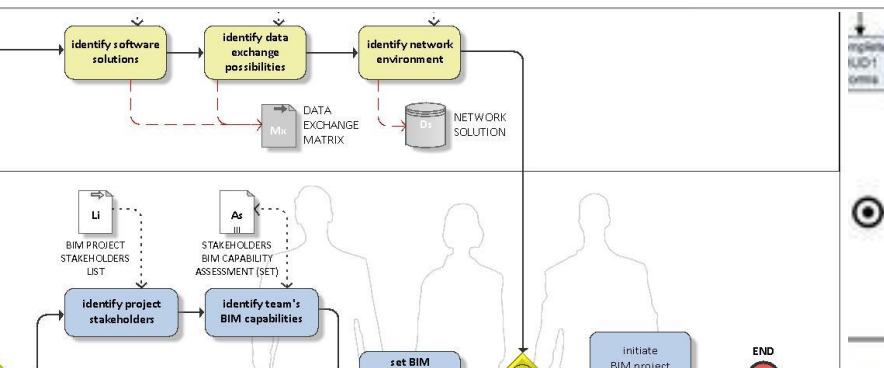 identify software
solutions
identify data
exchange
possibilities
identify network
environment
Mx
DATA
EXCHANGE
MATRIX
Ds
NETWORK
SOLUTION
Li
BIM PROJECT
STAKEHOLDERS
LIST
As
STAKEHOLDERS
BIM CAPABILITY
ASSESSMENT (SET)
identify project
stakeholders
identify team's
BIM capabilities
set BIM
initiate
BIM project
END
UD1